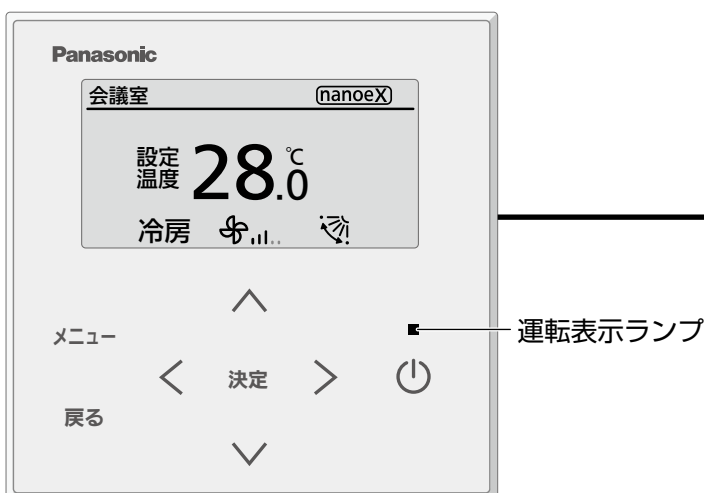 Panasonic
会議室 nanoeX
設定温度 28.0℃
冷房
運転表示ランプ
メニュー
決定
戻る